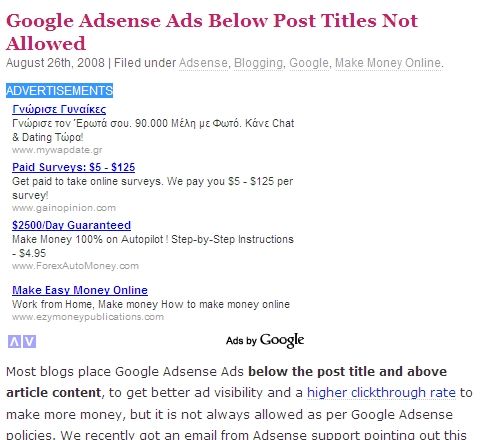 Google Adsense Ads Below Post Titles Not
Allowed
August 26th, 2008 | Filed under Adsense, Blogging, Google, Make Money Online.
ADVERTISEMENTS
Γνώρισε Γυναίκες
Γνώρισε τον Έρωτά σου. 90.000 Μέλη με Φωτό. Κάνε Chat
& Dating Τώρα!
www.mywapdate.gr
Paid Surveys: $5 - $125
Get paid to take online surveys. We pay you $5 - $125 per
survey!
www.gainopinion.com
$2500/Day Guaranteed
Make Money 100% on Autopilot ! Step-by-Step Instructions
- $4.95
www.ForexAutoMoney.com
Make Easy Money Online
Work from Home, Make money How to make money online
www.ezymoneypublications.com
Ads by Google
Most blogs place Google Adsense Ads below the post title and above
article content, to get better ad visibility and a higher clickthrough rate to
make more money, but it is not always allowed as per Google Adsense
policies. We recently got an email from Adsense support pointing out this